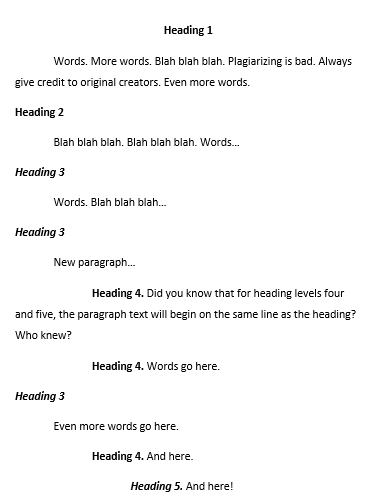 Heading 1
Words. More words. Blah blah blah. Plagiarizing is bad. Always
give credit to original creators. Even more words.
Heading 2
Blah blah blah. Blah blah blah. Words...
Heading 3
Words. Blah blah blah...
Heading 3
New paragraph...
Heading 4. Did you know that for heading levels four
and five, the paragraph text will begin on the same line as the heading?
Who knew?
Heading 4. Words go here.
Heading 3
Even more words go here.
Heading 4. And here.
Heading 5. And here!